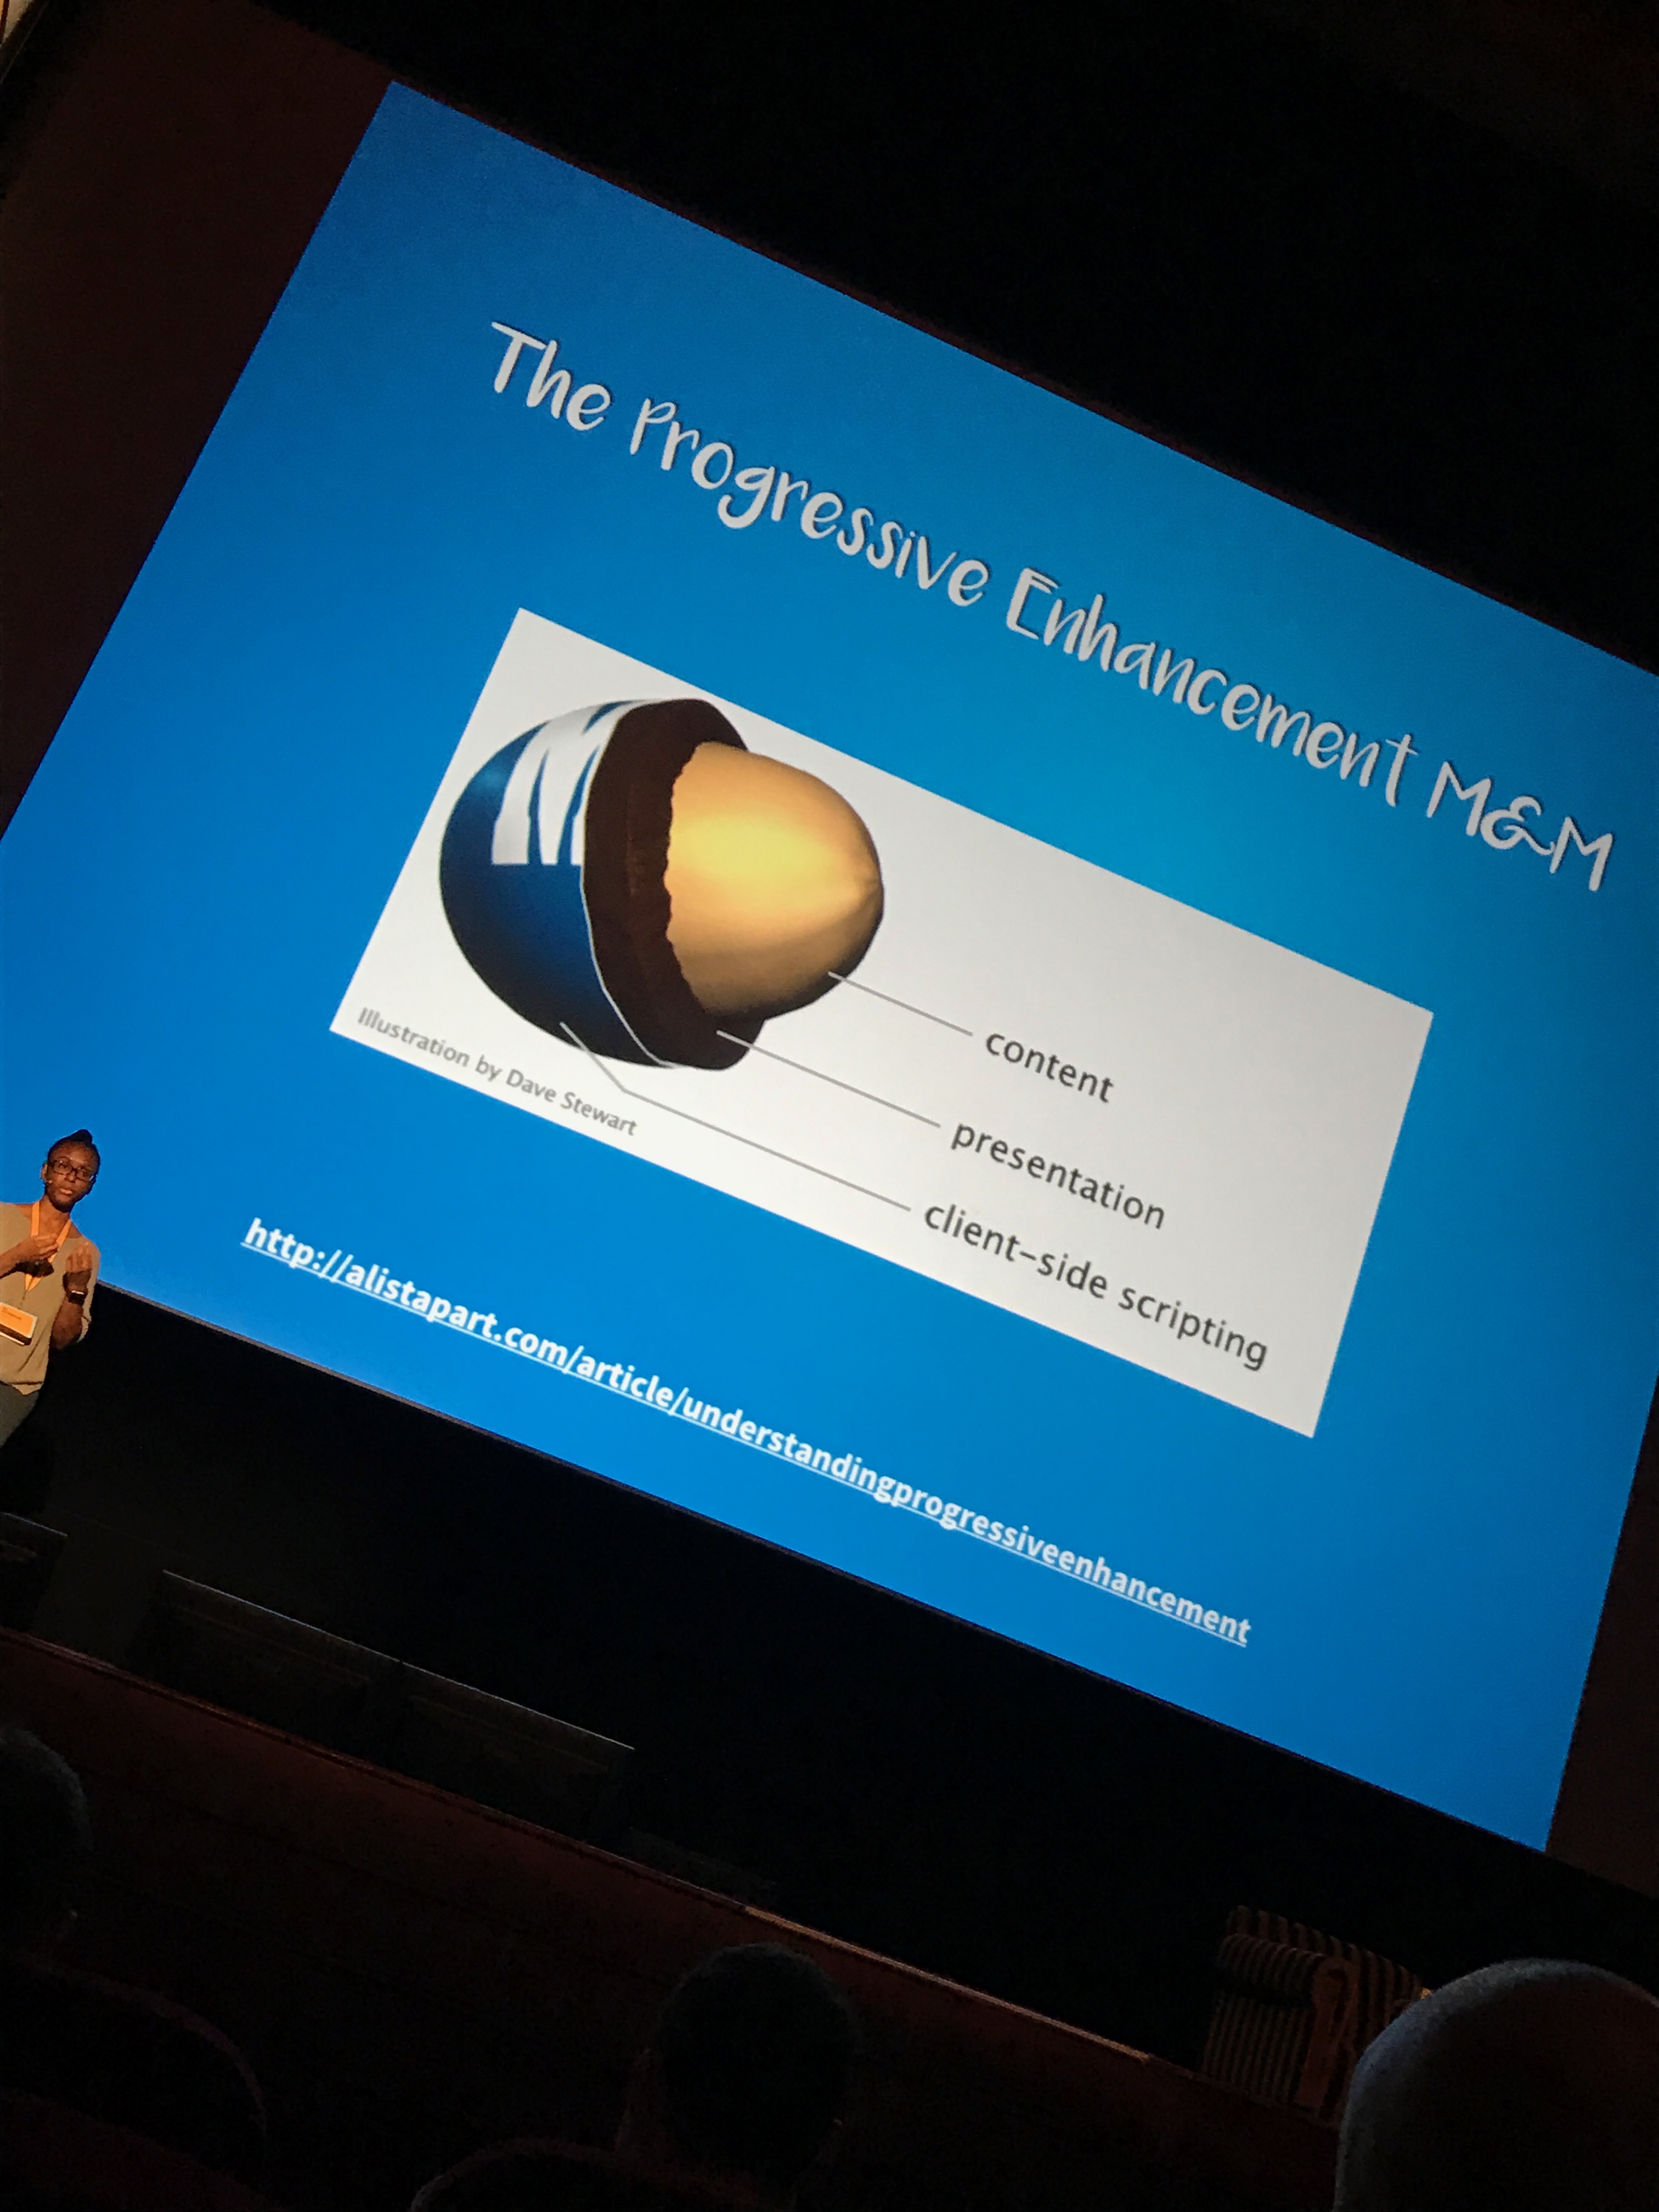 The Progressive Enhancement M&M
M
content
presentation
client-side scripting
Illustration by Dave Stewart
http://alistapart.com/article/understandingprogressiveenhancement